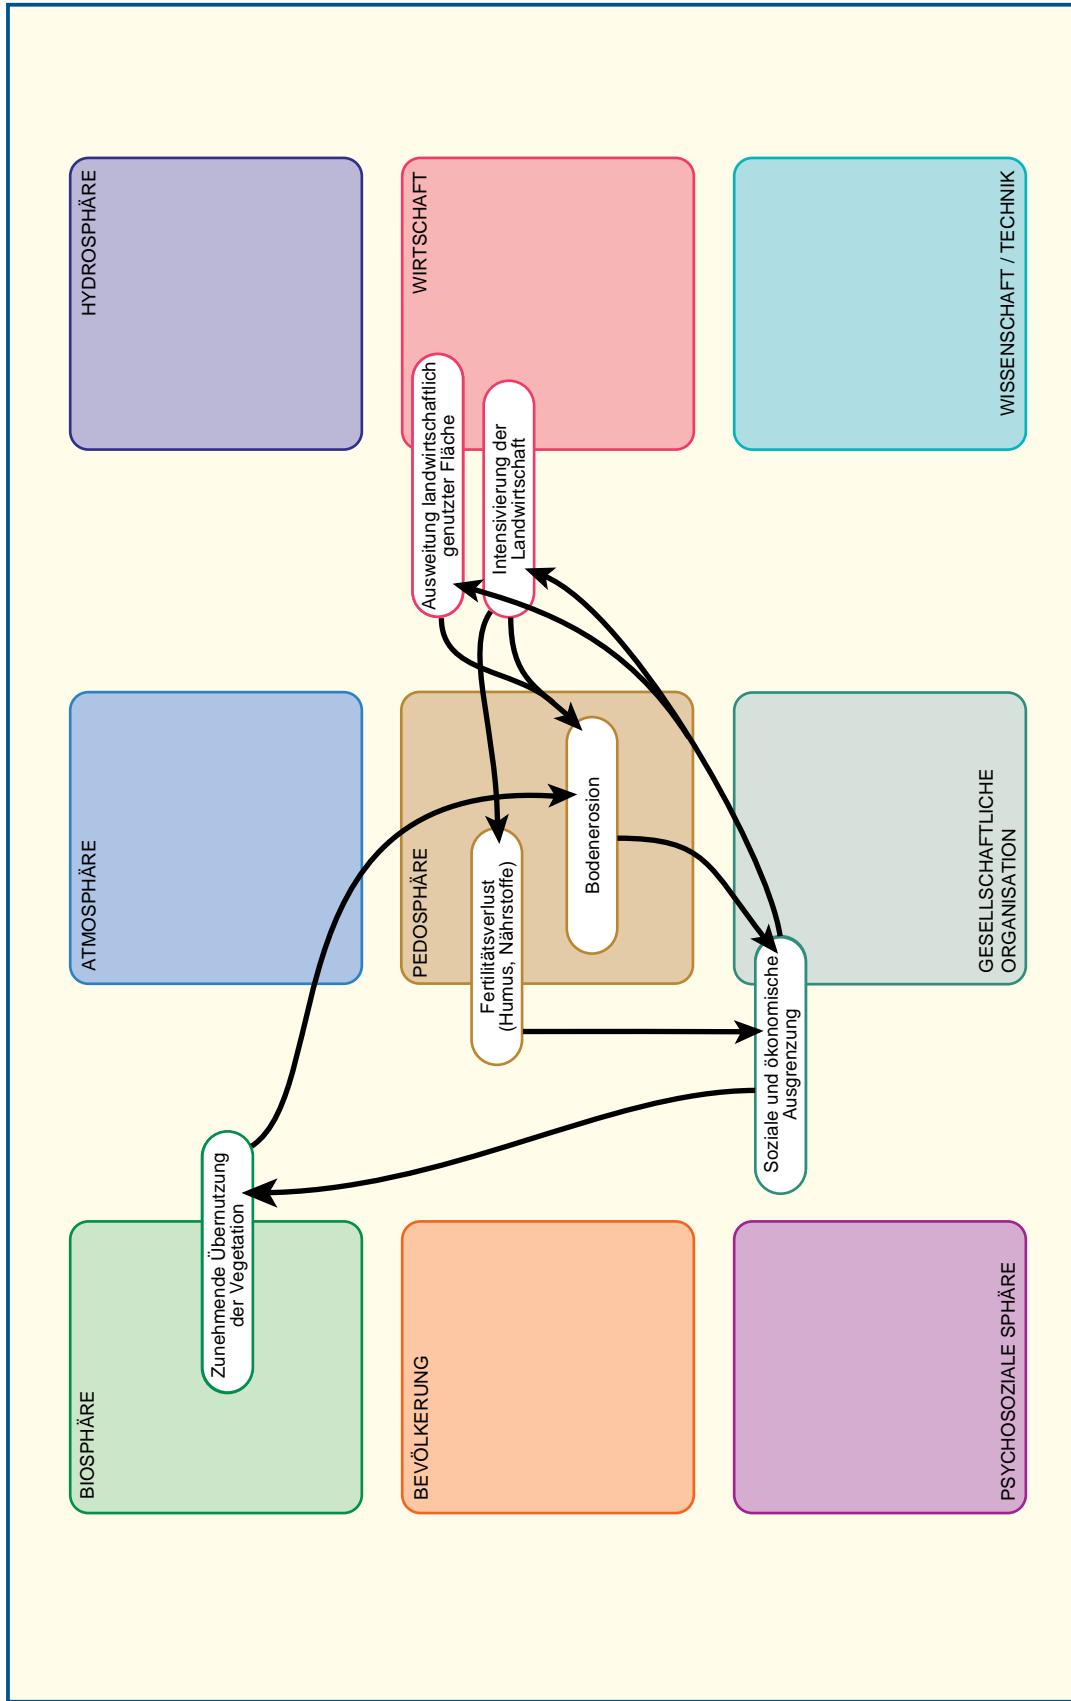 BIOSPHÄRE
Zunehmende Übernutzung
der Vegetation
ATMOSPHÄRE
HYDROSPHÄRE
BEVÖLKERUNG
PEDOSPHÄRE
Fertilitätsverlust
(Humus, Nährstoffe)
Bodenerosion
WIRTSCHAFT
Ausweitung landwirtschaftlich
genutzter Fläche
Intensivierung der
Landwirtschaft
PSYCHOSOZIALE SPHÄRE
Soziale und ökonomische
Ausgrenzung
GESELLSCHAFTLICHE
ORGANISATION
WISSENSCHAFT / TECHNIK